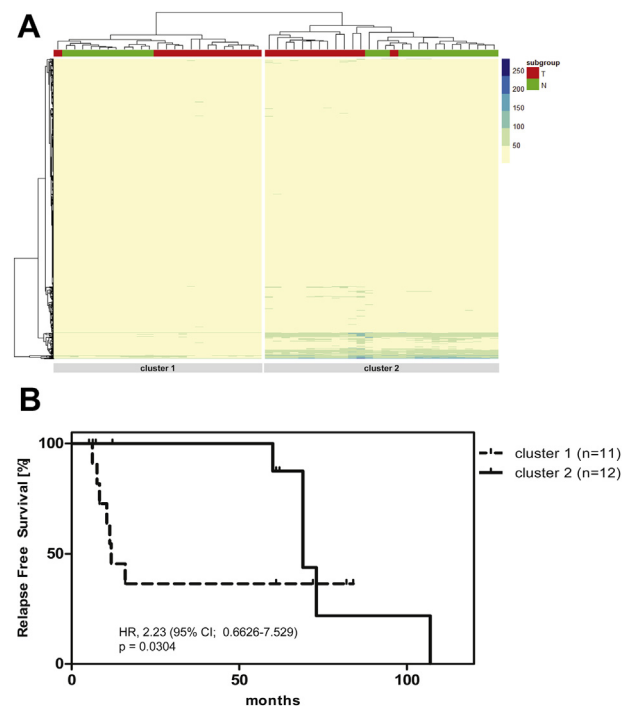 A
subgroup
T
N
250
200
150
100
50
cluster 1
cluster 2
B
Relapse Free Survival [%]
100
50
0
cluster 1 (n=11)
cluster 2 (n=12)
HR, 2.23 (95% CI; 0.6626-7.529)
p = 0.0304
0
50
100
months